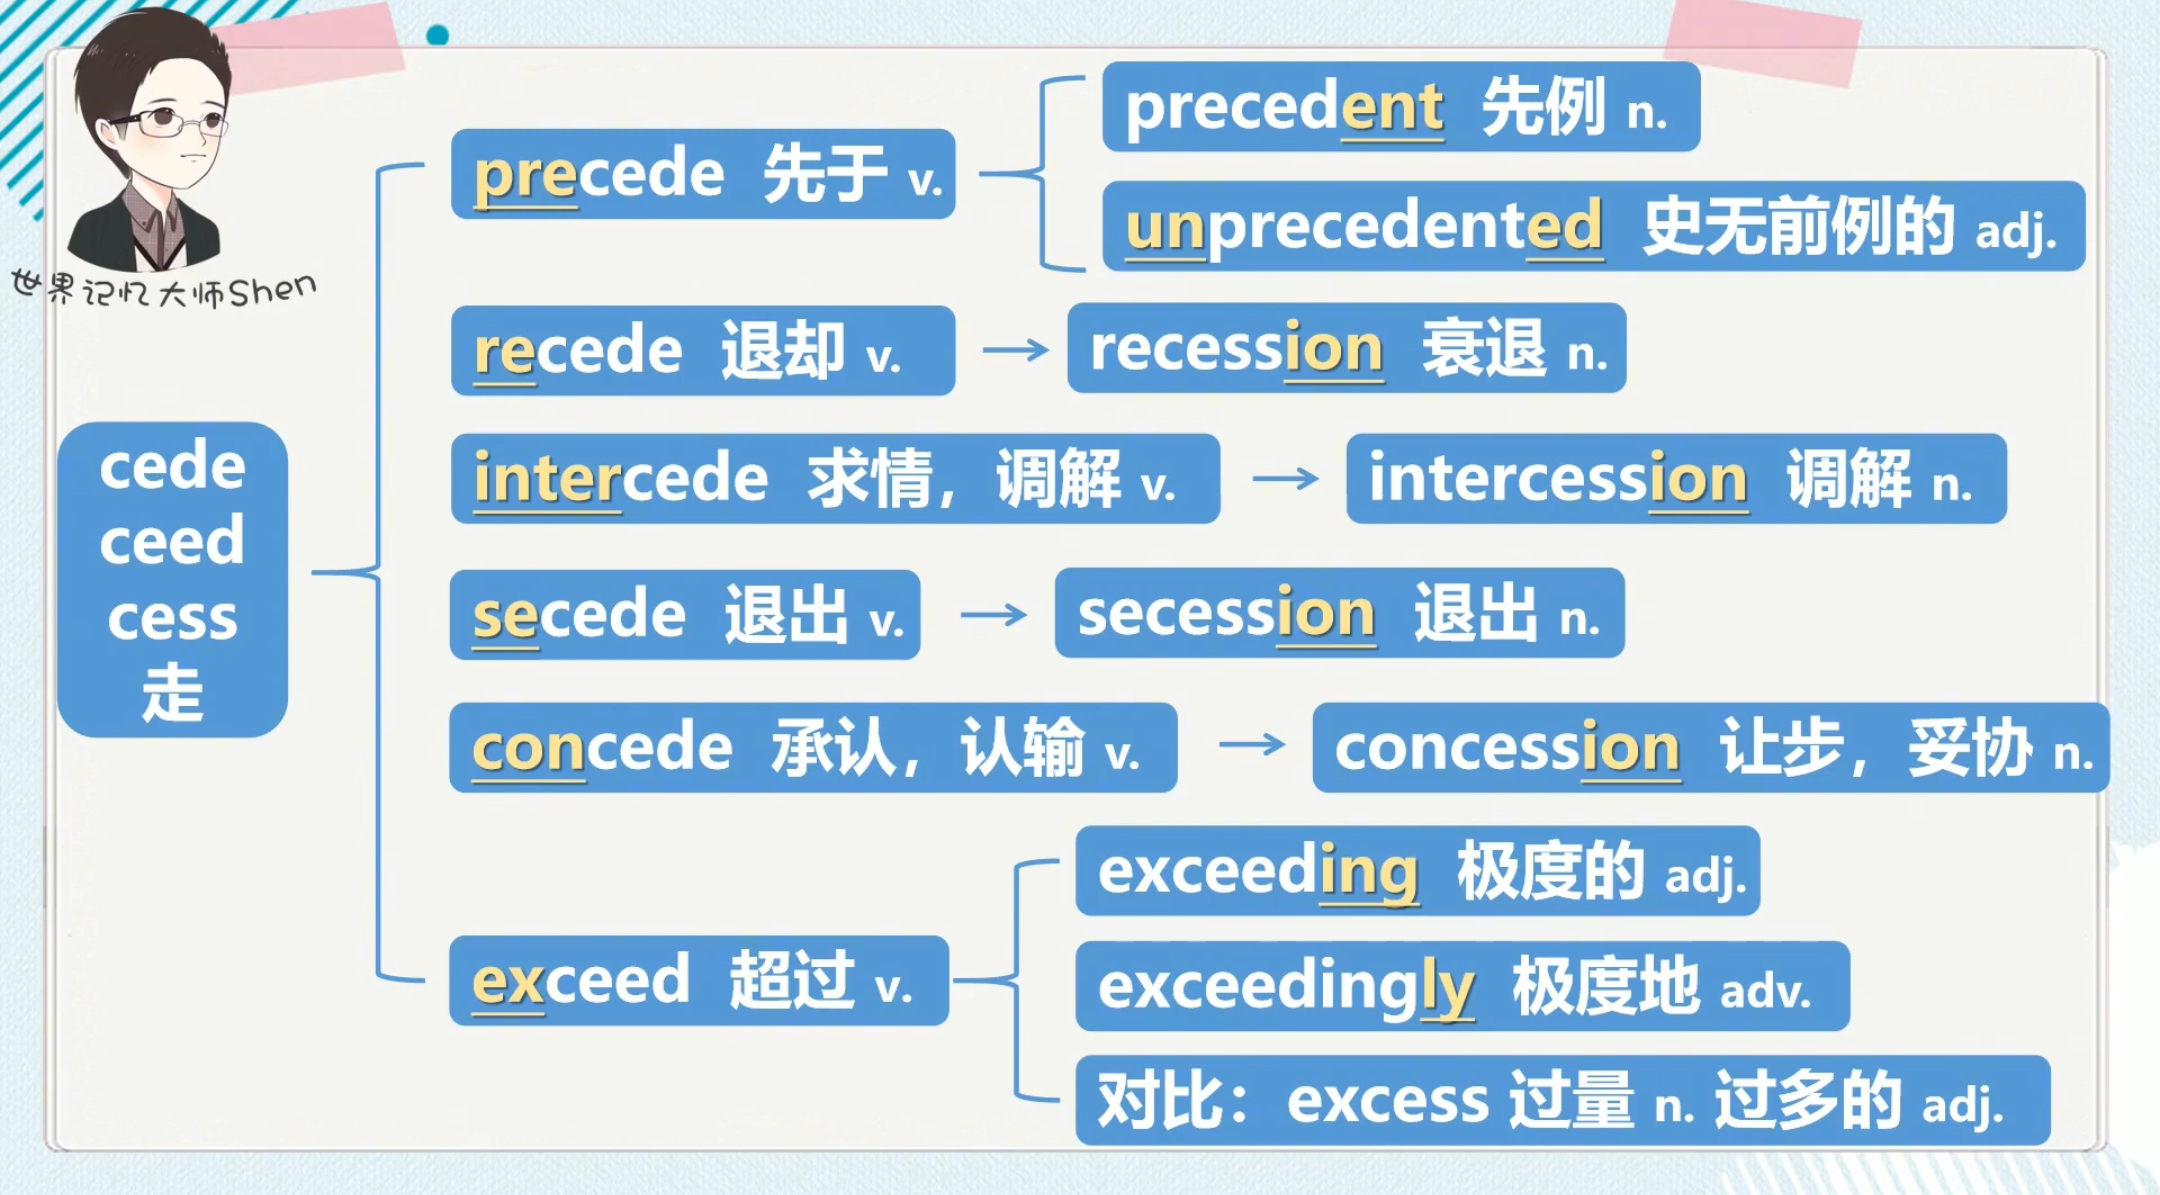 世界记忆大师Shen
cede
ceed
cess
走
precede 先于 v.
precedent 先例 n.
unprecedented 史无前例的 adj.
recede 退却 v.
recession 衰退 n.
intercede 求情，调解 v.
intercession 调解 n.
secede 退出 v.
secession 退出 n.
concede 承认，认输 v.
concession 让步，妥协 n.
exceed 超过 v.
exceeding 极度的 adj.
exceedingly 极度地 adv.
对比：excess 过量 n. 过多的 adj.